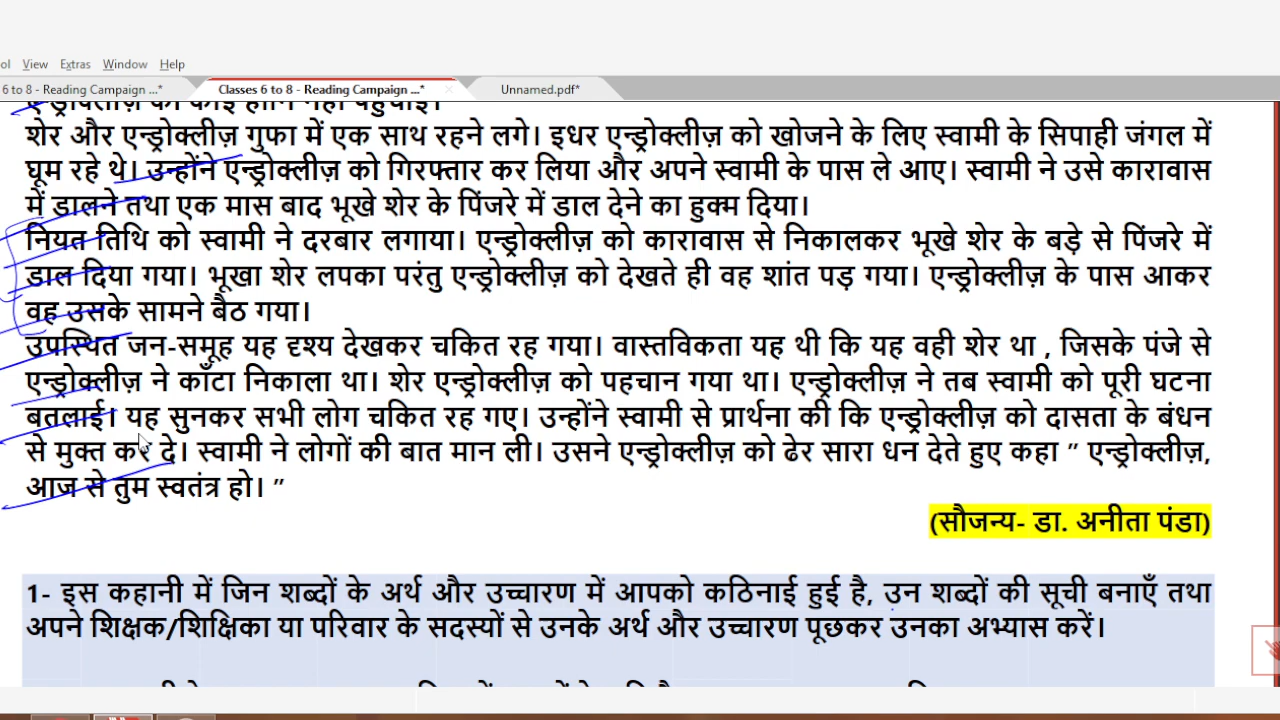 ol View Extras Window Help
6 to 8 - Reading Campaign ...* Classes 6 to 8 - Reading Campaign ...* Unnamed.pdf*
शेर और एन्ड्रोक्लीज़ गुफा में एक साथ रहने लगे। इधर एन्ड्रोक्लीज़ को खोजने के लिए स्वामी के सिपाही जंगल में
घूम रहे थे। उन्होंने एन्ड्रोक्लीज़ को गिरफ्तार कर लिया और अपने स्वामी के पास ले आए। स्वामी ने उसे कारावास
में डालने तथा एक मास बाद भूखे शेर के पिंजरे में डाल देने का हुक्म दिया।
नियत तिथि को स्वामी ने दरबार लगाया। एन्ड्रोक्लीज़ को कारावास से निकालकर भूखे शेर के बड़े से पिंजरे में
डाल दिया गया। भूखा शेर लपका परंतु एन्ड्रोक्लीज़ को देखते ही वह शांत पड़ गया। एन्ड्रोक्लीज़ के पास आकर
वह उसके सामने बैठ गया।
उपस्थित जन-समूह यह दृश्य देखकर चकित रह गया। वास्तविकता यह थी कि यह वही शेर था , जिसके पंजे से
एन्ड्रोक्लीज़ ने काँटा निकाला था। शेर एन्ड्रोक्लीज़ को पहचान गया था। एन्ड्रोक्लीज़ ने तब स्वामी को पूरी घटना
बतलाई। यह सुनकर सभी लोग चकित रह गए। उन्होंने स्वामी से प्रार्थना की कि एन्ड्रोक्लीज़ को दासता के बंधन
से मुक्त कर दे। स्वामी ने लोगों की बात मान ली। उसने एन्ड्रोक्लीज़ को ढेर सारा धन देते हुए कहा ” एन्ड्रोक्लीज़,
आज से तुम स्वतंत्र हो। ”
(सौजन्य- डा. अनीता पंडा)
1- इस कहानी में जिन शब्दों के अर्थ और उच्चारण में आपको कठिनाई हुई है, उन शब्दों की सूची बनाएँ तथा
अपने शिक्षक/शिक्षिका या परिवार के सदस्यों से उनके अर्थ और उच्चारण पूछकर उनका अभ्यास करें।